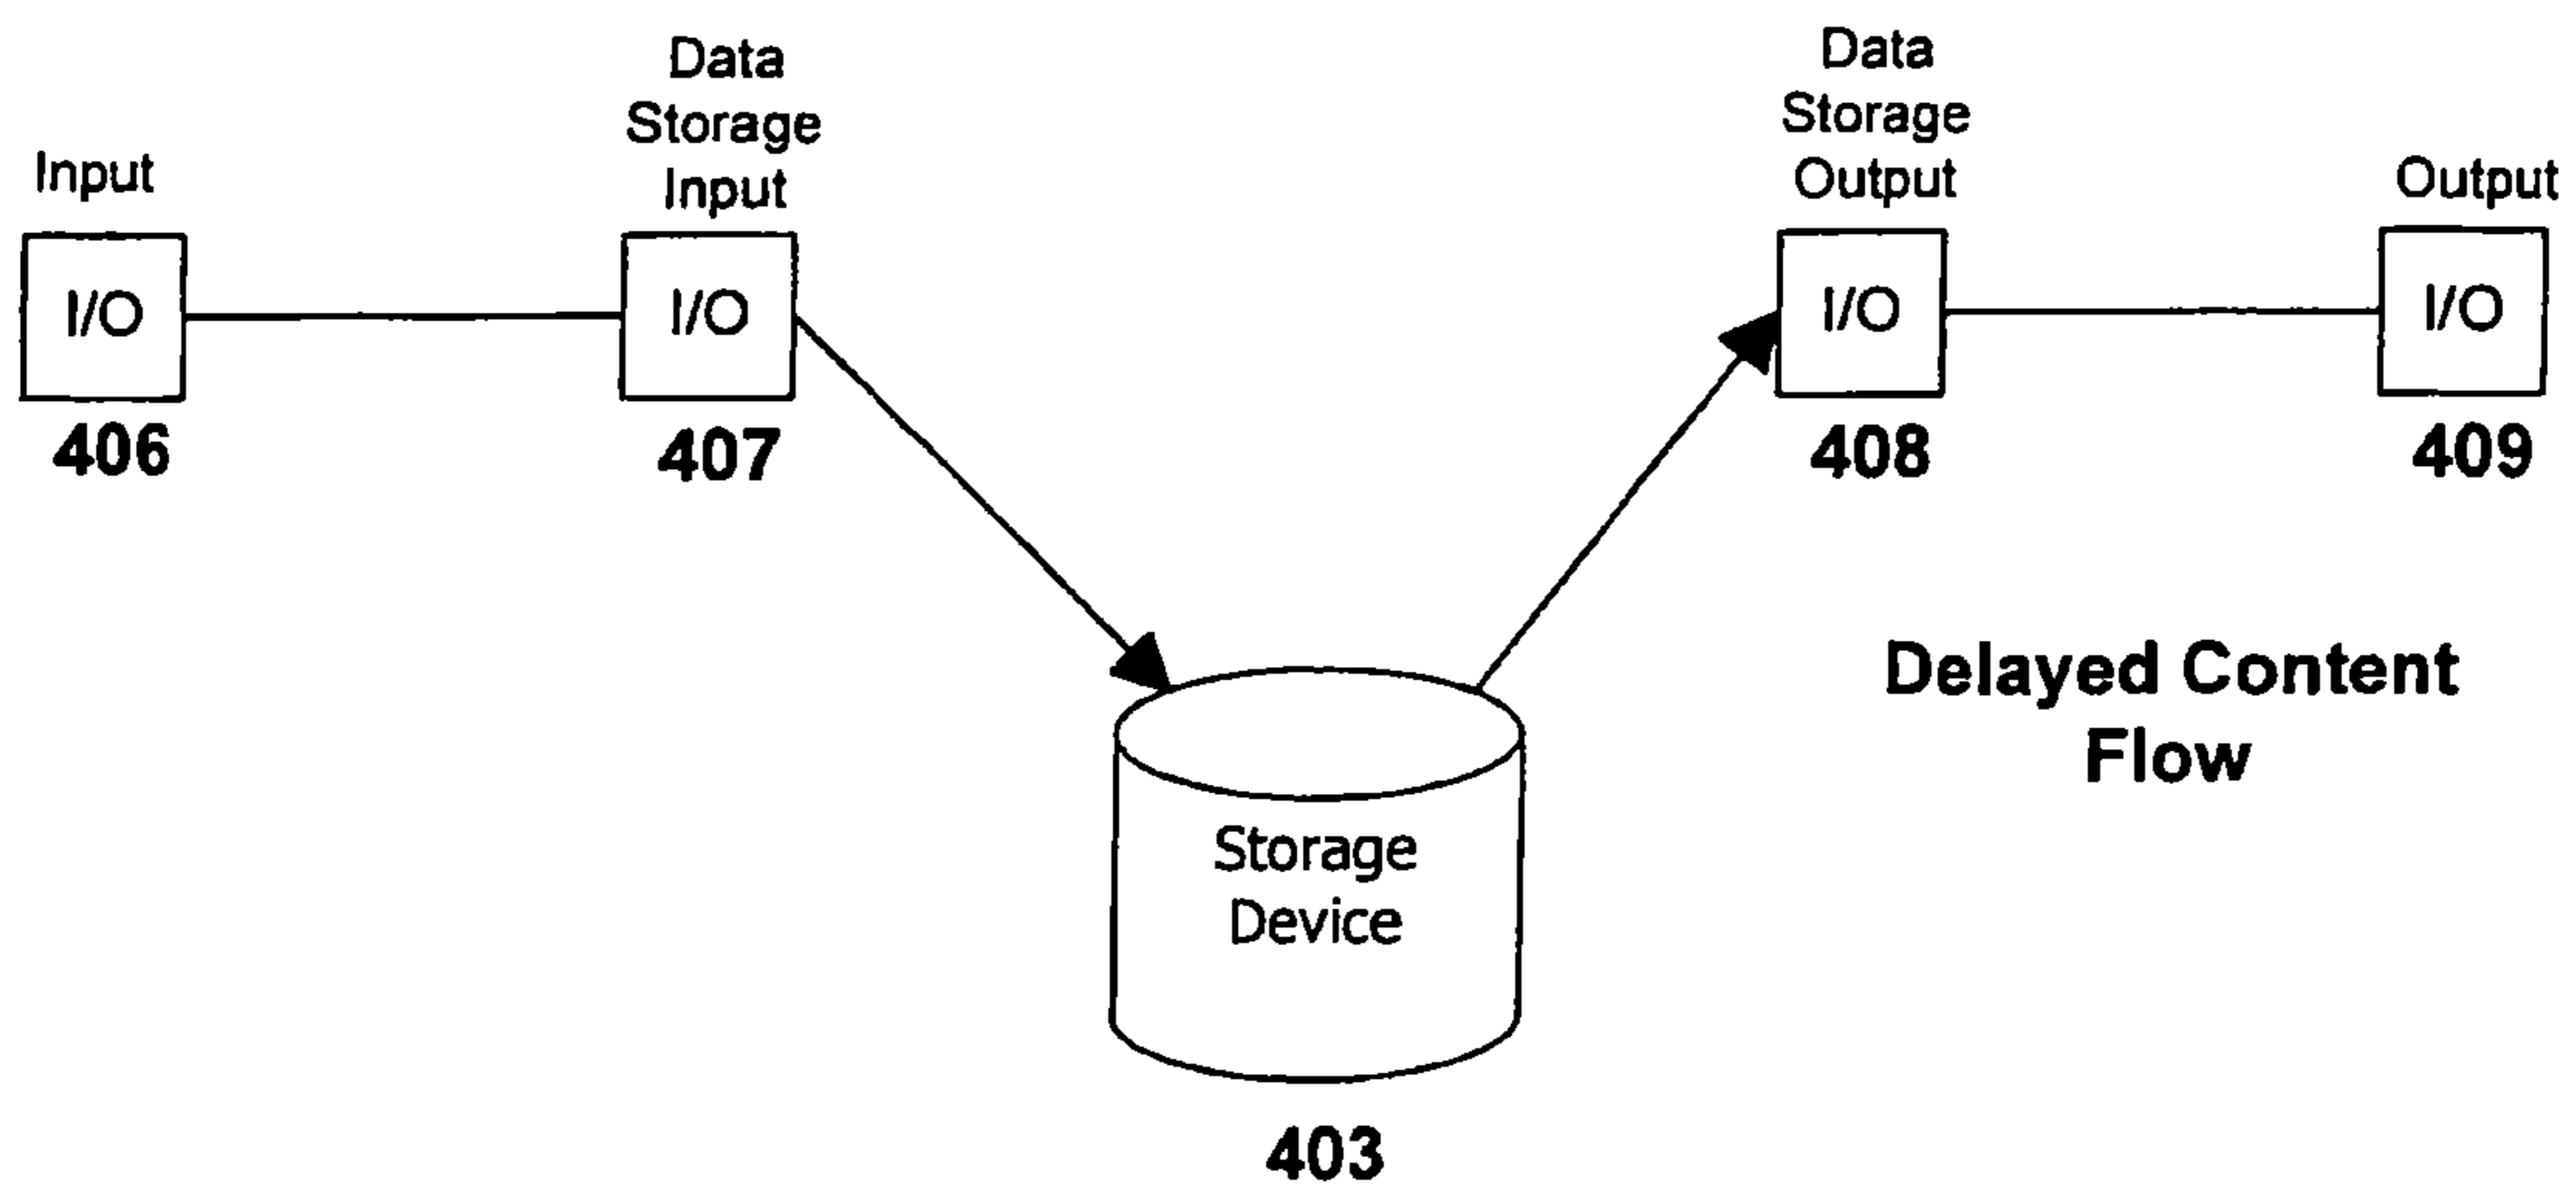 Input
I/O
406
Data
Storage
Input
I/O
407
Data
Storage
Output
I/O
408
Output
I/O
409
Delayed Content
Flow
Storage
Device
403